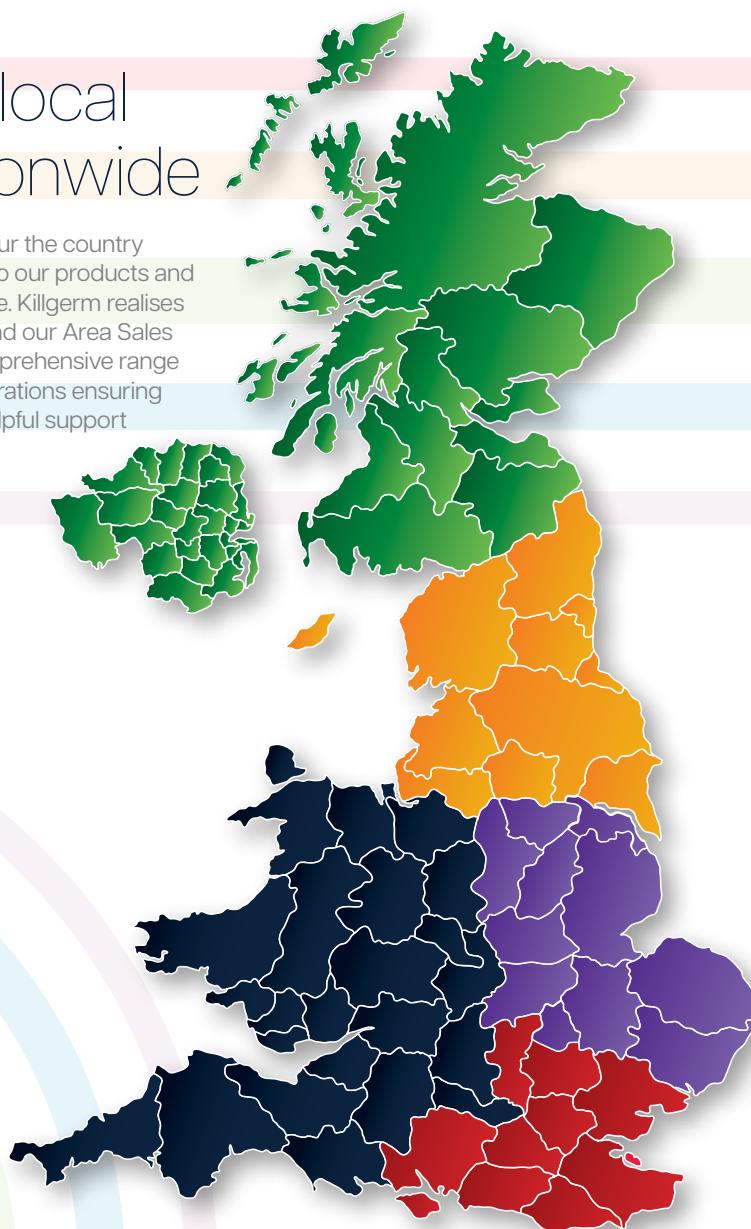 local
onwide
ur the country
o our products and
e. Killgerm realises
nd our Area Sales
prehensive range
rations ensuring
lpful support